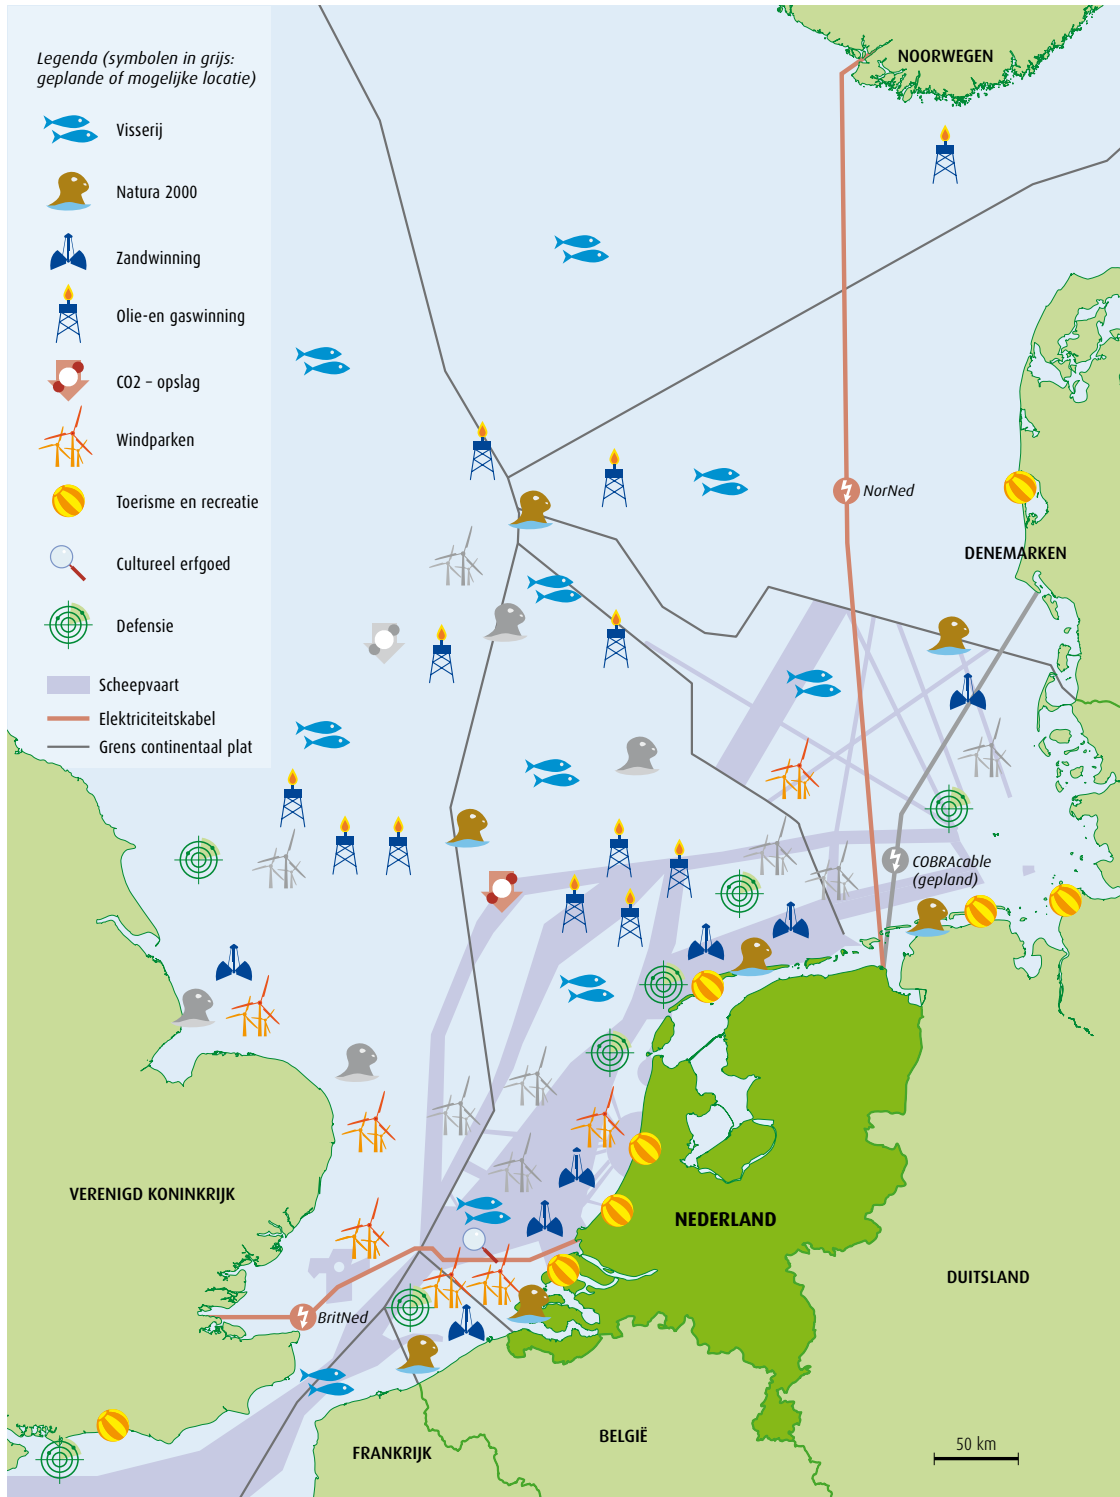 Legenda (symbolen in grijs:
geplande of mogelijke locatie)
Visserij
Natura 2000
Zandwinning
Olie-en gaswinning
CO2 – opslag
Windparken
Toerisme en recreatie
Cultureel erfgoed
Defensie
Scheepvaart
Elektriciteitskabel
Grens continentaal plat
NOORWEGEN
NorNed
DENEMARKEN
COBRAcable
(gepland)
VERENIGD KONINKRIJK
NEDERLAND
DUITSLAND
BritNed
FRANKRIJK
BELGIË
50 km